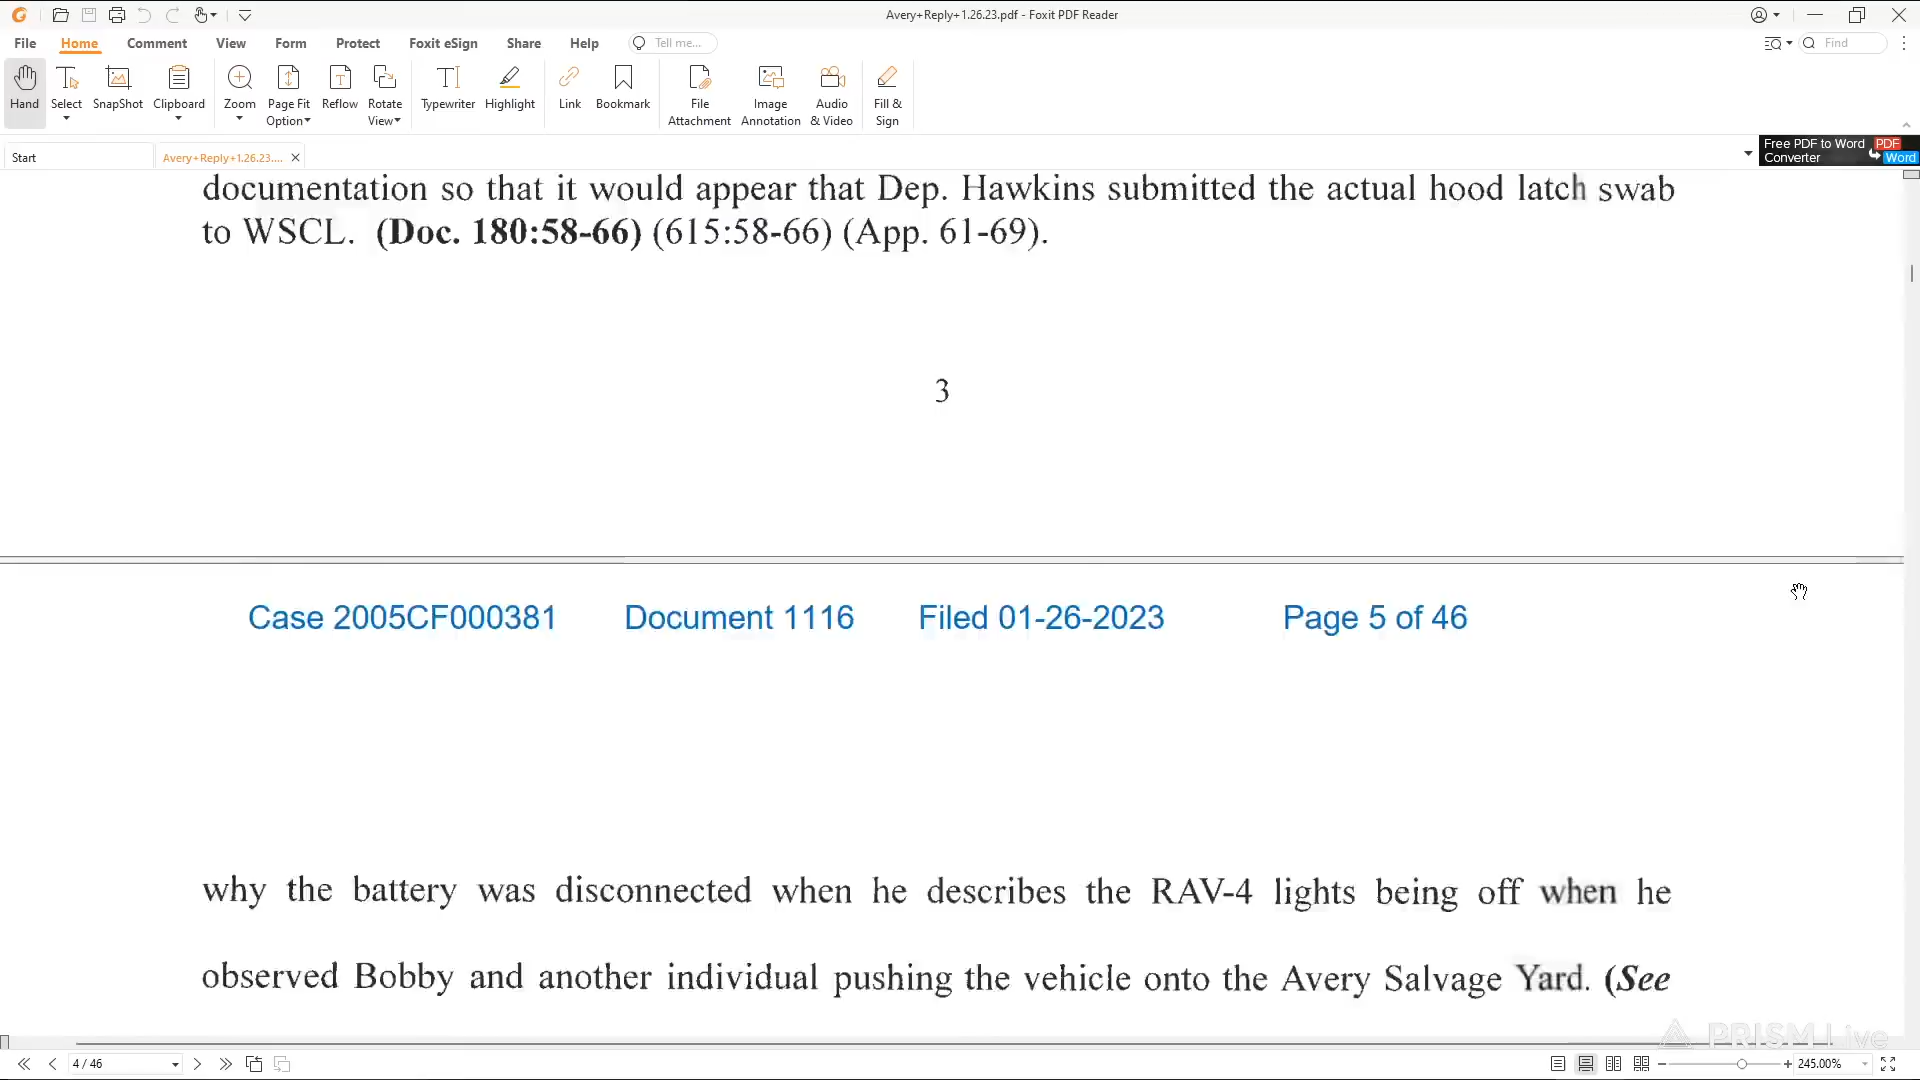 Avery+Reply+1.26.23.pdf - Foxit PDF Reader
File Home Comment View Form Protect Foxit eSign Share Help Tell me... Find
Hand Select SnapShot Clipboard Zoom Page Fit Option Reflow Rotate View Typewriter Highlight Link Bookmark File Attachment Image Annotation Audio & Video Fill & Sign
Start Avery+Reply+1.26.23....
Free PDF to Word Converter PDF Word
documentation so that it would appear that Dep. Hawkins submitted the actual hood latch swab
to WSCL. (Doc. 180:58-66) (615:58-66) (App. 61-69).
3
Case 2005CF000381 Document 1116 Filed 01-26-2023 Page 5 of 46
why the battery was disconnected when he describes the RAV-4 lights being off when he
observed Bobby and another individual pushing the vehicle onto the Avery Salvage Yard. (See
PRISM Live
4 / 46
245.00%